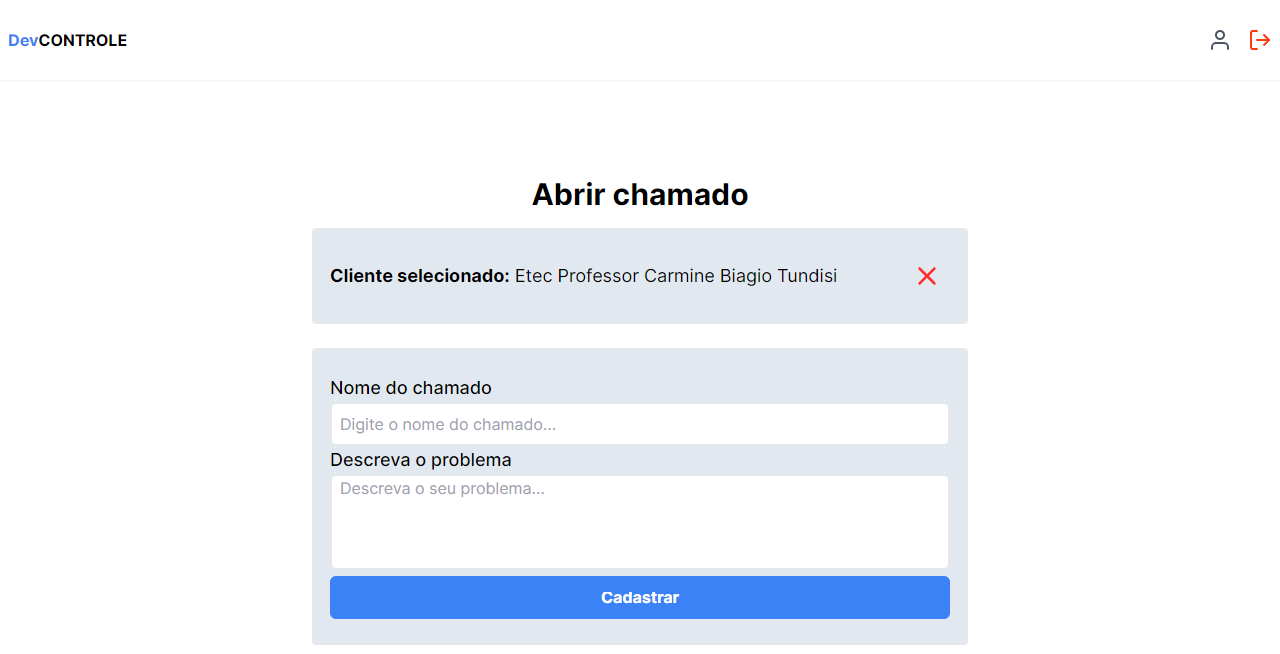 DevCONTROLE
Abrir chamado
Cliente selecionado: Etec Professor Carmine Biagio Tundisi
Nome do chamado
Digite o nome do chamado...
Descreva o problema
Descreva o seu problema...
Cadastrar